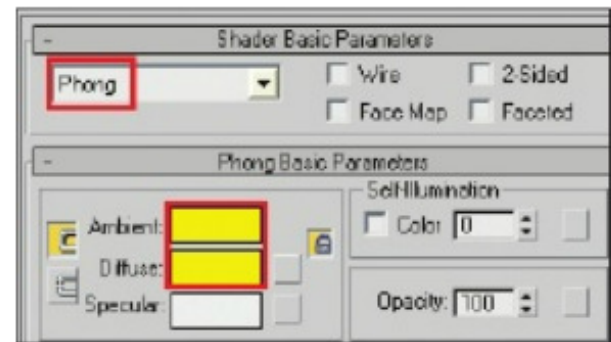 - Shader Basic Parameters
Phong
Wire
2-Sided
Face Map
Faceted
- Phong Basic Parameters
Self-Illumination
Ambient:
Color 0
Diffuse:
Specular:
Opacity: 100